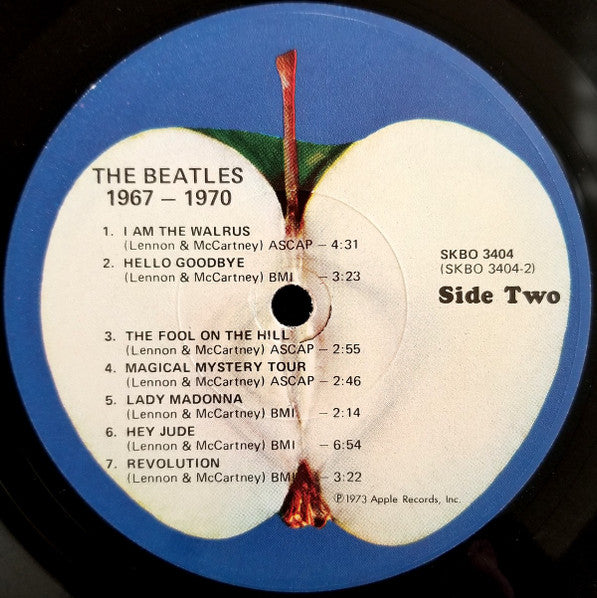 THE BEATLES
1967 – 1970
1. I AM THE WALRUS
(Lennon & McCartney) ASCAP – 4:31
2. HELLO GOODBYE
(Lennon & McCartney) BMI – 3:23
3. THE FOOL ON THE HILL
(Lennon & McCartney) ASCAP – 2:55
4. MAGICAL MYSTERY TOUR
(Lennon & McCartney) ASCAP – 2:46
5. LADY MADONNA
(Lennon & McCartney) BMI – 2:14
6. HEY JUDE
(Lennon & McCartney) BMI – 6:54
7. REVOLUTION
(Lennon & McCartney) BMI – 3:22
SKBO 3404
(SKBO 3404-2)
Side Two
℗1973 Apple Records, Inc.